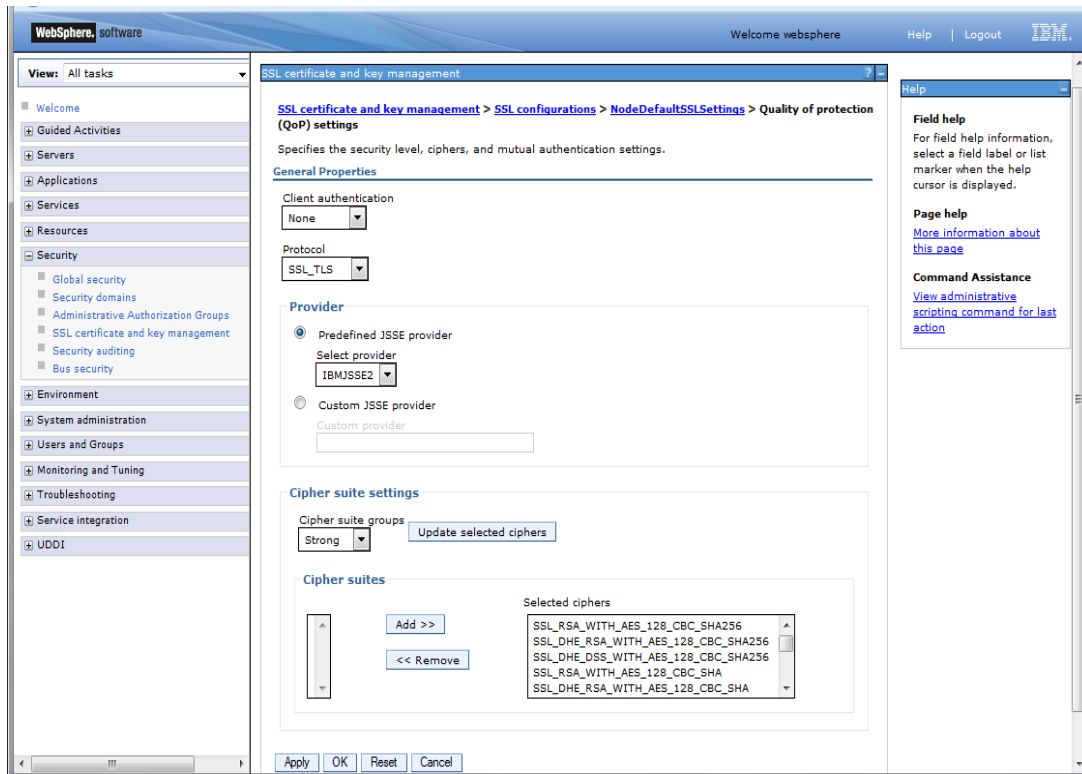 WebSphere. software
Welcome websphere
Help | Logout
IBM.
View: All tasks
Welcome
Guided Activities
Servers
Applications
Services
Resources
Security
Global security
Security domains
Administrative Authorization Groups
SSL certificate and key management
Security auditing
Bus security
Environment
System administration
Users and Groups
Monitoring and Tuning
Troubleshooting
Service integration
UDDI
SSL certificate and key management
? -
SSL certificate and key management > SSL configurations > NodeDefaultSSLSettings > Quality of protection
(QoP) settings
Specifies the security level, ciphers, and mutual authentication settings.
General Properties
Client authentication
None
Protocol
SSL_TLS
Provider
Predefined JSSE provider
Select provider
IBMJSSE2
Custom JSSE provider
Custom provider
Cipher suite settings
Cipher suite groups
Strong
Update selected ciphers
Cipher suites
Add >>
<< Remove
Selected ciphers
SSL_RSA_WITH_AES_128_CBC_SHA256
SSL_DHE_RSA_WITH_AES_128_CBC_SHA256
SSL_DHE_DSS_WITH_AES_128_CBC_SHA256
SSL_RSA_WITH_AES_128_CBC_SHA
SSL_DHE_RSA_WITH_AES_128_CBC_SHA
Apply OK Reset Cancel
Help
Field help
For field help information,
select a field label or list
marker when the help
cursor is displayed.
Page help
More information about
this page
Command Assistance
View administrative
scripting command for last
action